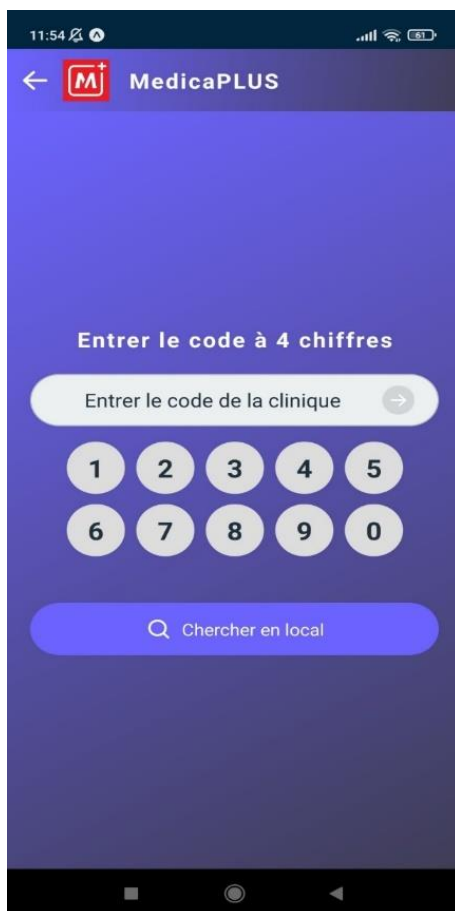 11:54
61
M+
MedicaPLUS
Entrer le code à 4 chiffres
Entrer le code de la clinique
1 2 3 4 5
6 7 8 9 0
Chercher en local